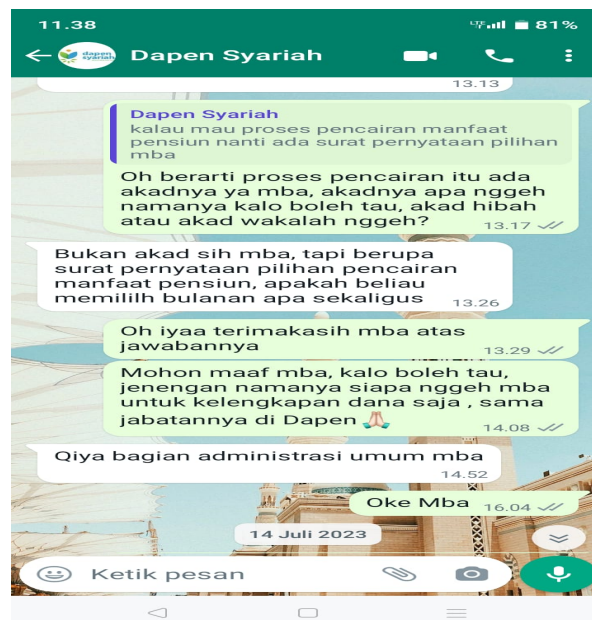 11.38
LTE 81%
dapen syariah Dapen Syariah
13.13
Dapen Syariah
kalau mau proses pencairan manfaat
pensiun nanti ada surat pernyataan pilihan
mba
Oh berarti proses pencairan itu ada
akadnya ya mba, akadnya apa nggeh
namanya kalo boleh tau, akad hibah
atau akad wakalah nggeh?
13.17
Bukan akad sih mba, tapi berupa
surat pernyataan pilihan pencairan
manfaat pensiun, apakah beliau
memililh bulanan apa sekaligus
13.26
Oh iyaa terimakasih mba atas
jawabannya
13.29
Mohon maaf mba, kalo boleh tau,
jenengan namanya siapa nggeh mba
untuk kelengkapan dana saja , sama
jabatannya di Dapen 🙏
14.08
Qiya bagian administrasi umum mba
14.52
Oke Mba 16.04
14 Juli 2023
Ketik pesan